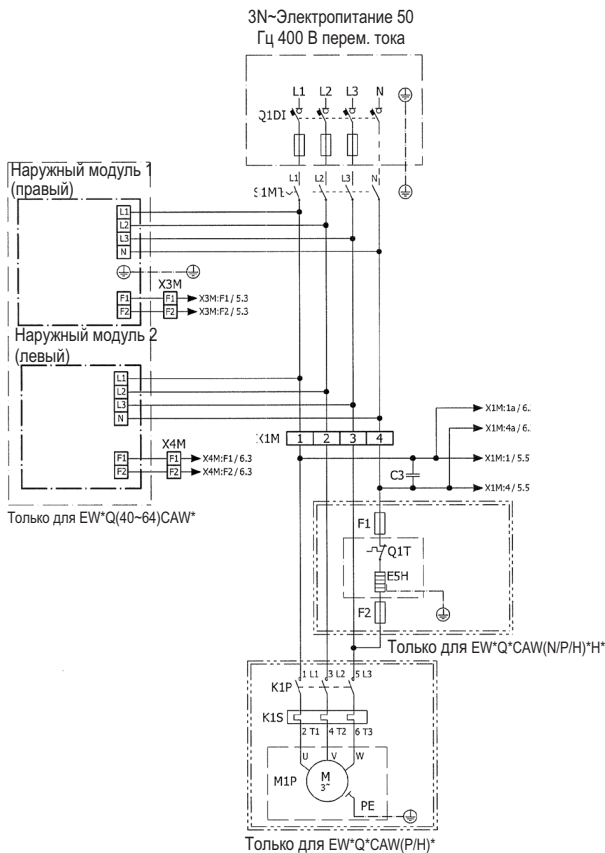 3N~Электропитание 50
Гц 400 В перем. тока
L1 L2 L3 N
Q1DI
L1 L2 L3 N
Наружный модуль 1
(правый)
L1
L2
L3
N
X3M
F1 F1 X3M:F1 / 5.3
F2 F2 X3M:F2 / 5.3
Наружный модуль 2
(левый)
L1
L2
L3
N
X4M
F1 F1 X4M:F1 / 6.3
F2 F2 X4M:F2 / 6.3
Только для EW*Q(40~64)CAW*
X1M 1 2 3 4
X1M:1a / 6.
X1M:4a / 6.
X1M:1 / 5.5
C3
X1M:4 / 5.5
F1
Q1T
E5H
F2
Только для EW*Q*CAW(N/P/H)*H*
K1P 1 L1 3 L2 5 L3
K1S
2 T1 4 T2 6 T3
U V W
M1P M
3~
PE
Только для EW*Q*CAW(P/H)*